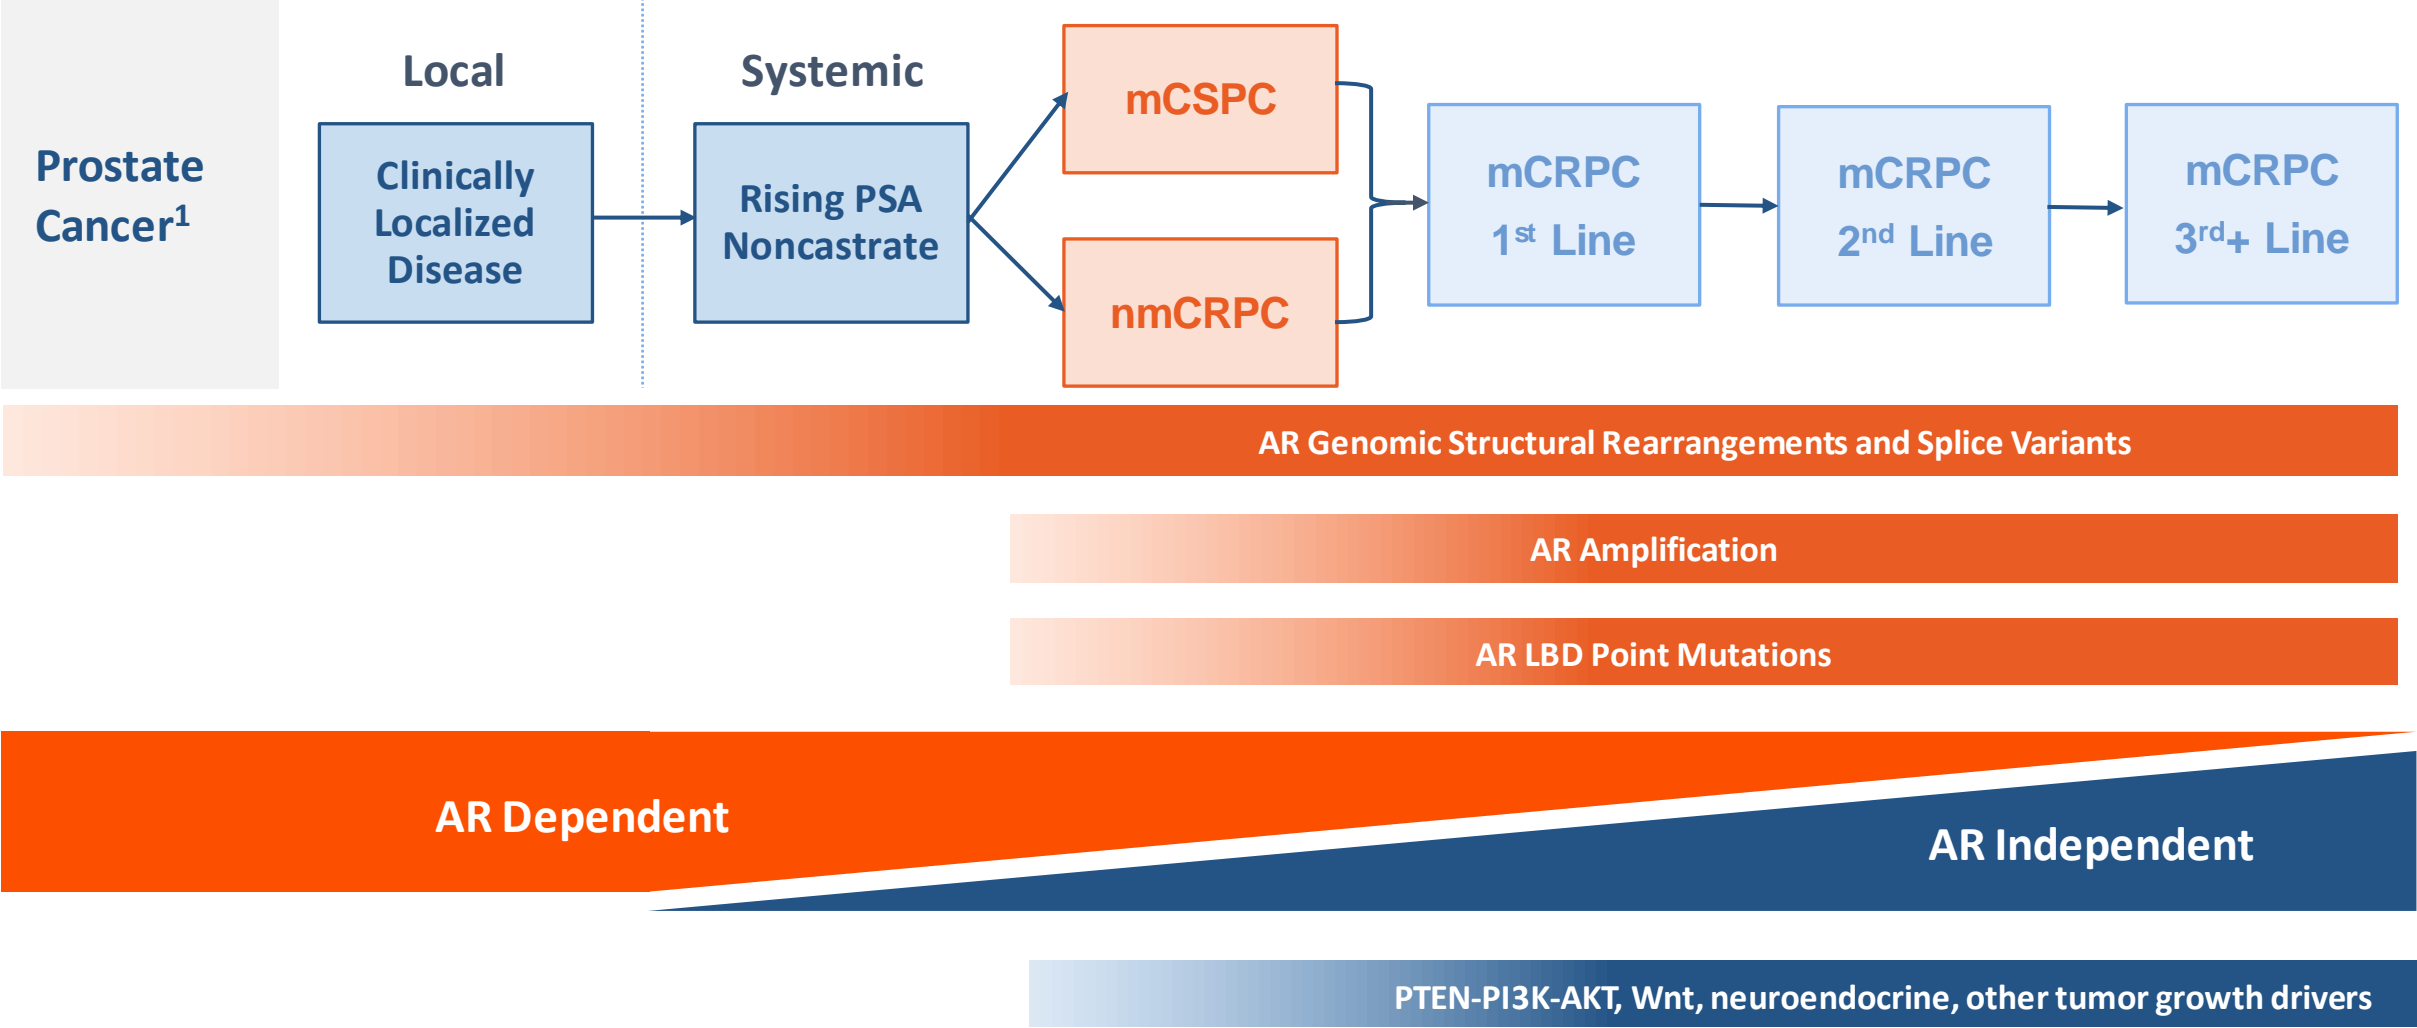 Prostate
Cancer1
Local
Clinically
Localized
Disease
Systemic
Rising PSA
Noncastrate
mCSPC
nmCRPC
mCRPC
1st Line
mCRPC
2nd Line
mCRPC
3rd+ Line
AR Genomic Structural Rearrangements and Splice Variants
AR Amplification
AR LBD Point Mutations
AR Dependent
AR Independent
PTEN-PI3K-AKT, Wnt, neuroendocrine, other tumor growth drivers